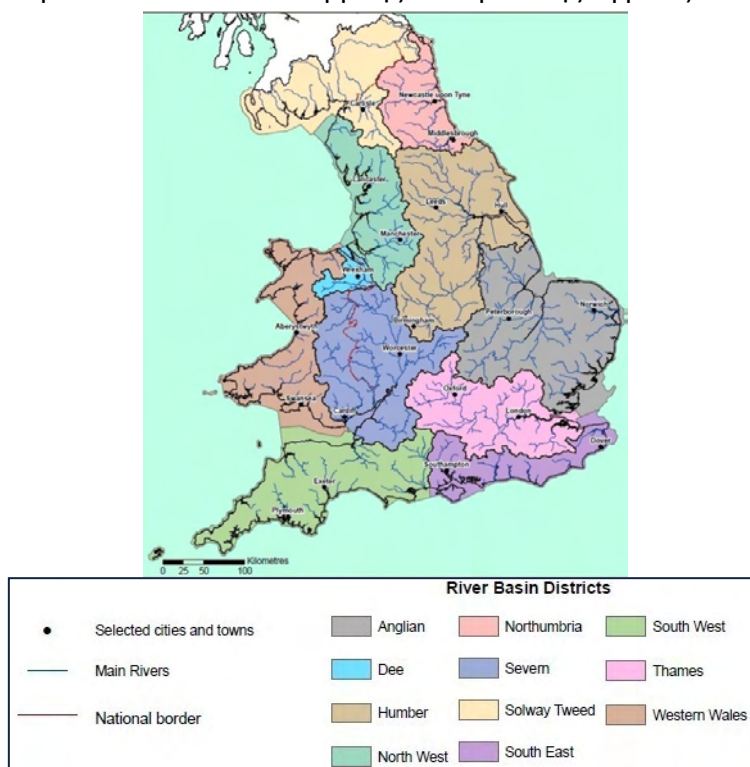 Newcastle upon Tyne
Carlisle
Middlesbrough
Lancaster
Leeds
Hull
Manchester
Wrexham
Norwich
Peterborough
Birmingham
Aberystwyth
Worcester
Oxford
Swansea
Cardiff
London
Dover
Southampton
Exeter
Plymouth
Kilometres
0 25 50 100
River Basin Districts
Selected cities and towns
Main Rivers
National border
Anglian
Northumbria
South West
Dee
Severn
Thames
Humber
Solway Tweed
Western Wales
North West
South East